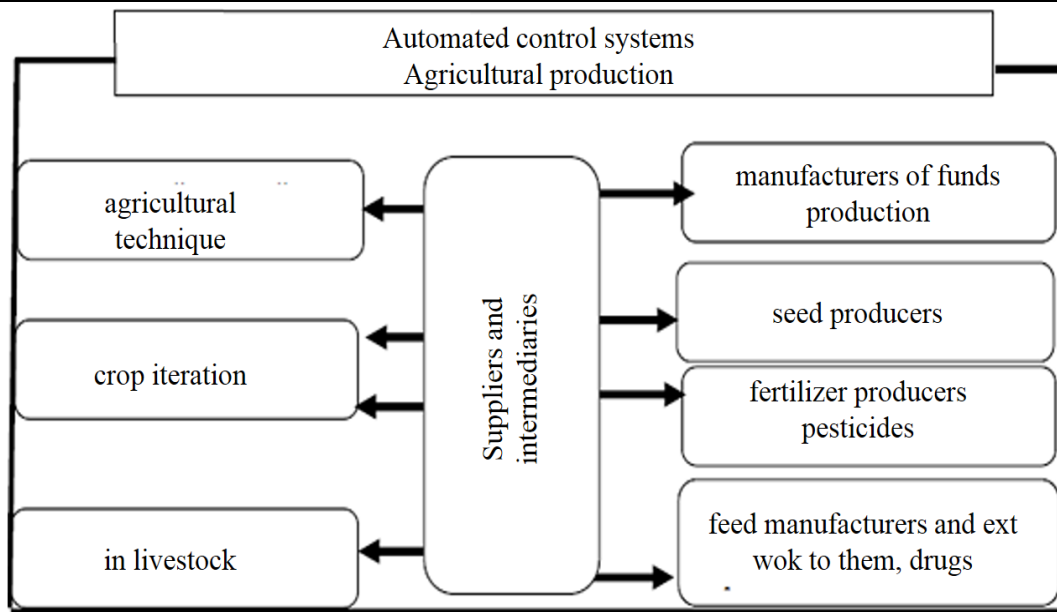 Automated control systems
Agricultural production
agricultural
technique
crop iteration
in livestock
Suppliers and
intermediaries
manufacturers of funds
production
seed producers
fertilizer producers
pesticides
feed manufacturers and ext
wok to them, drugs